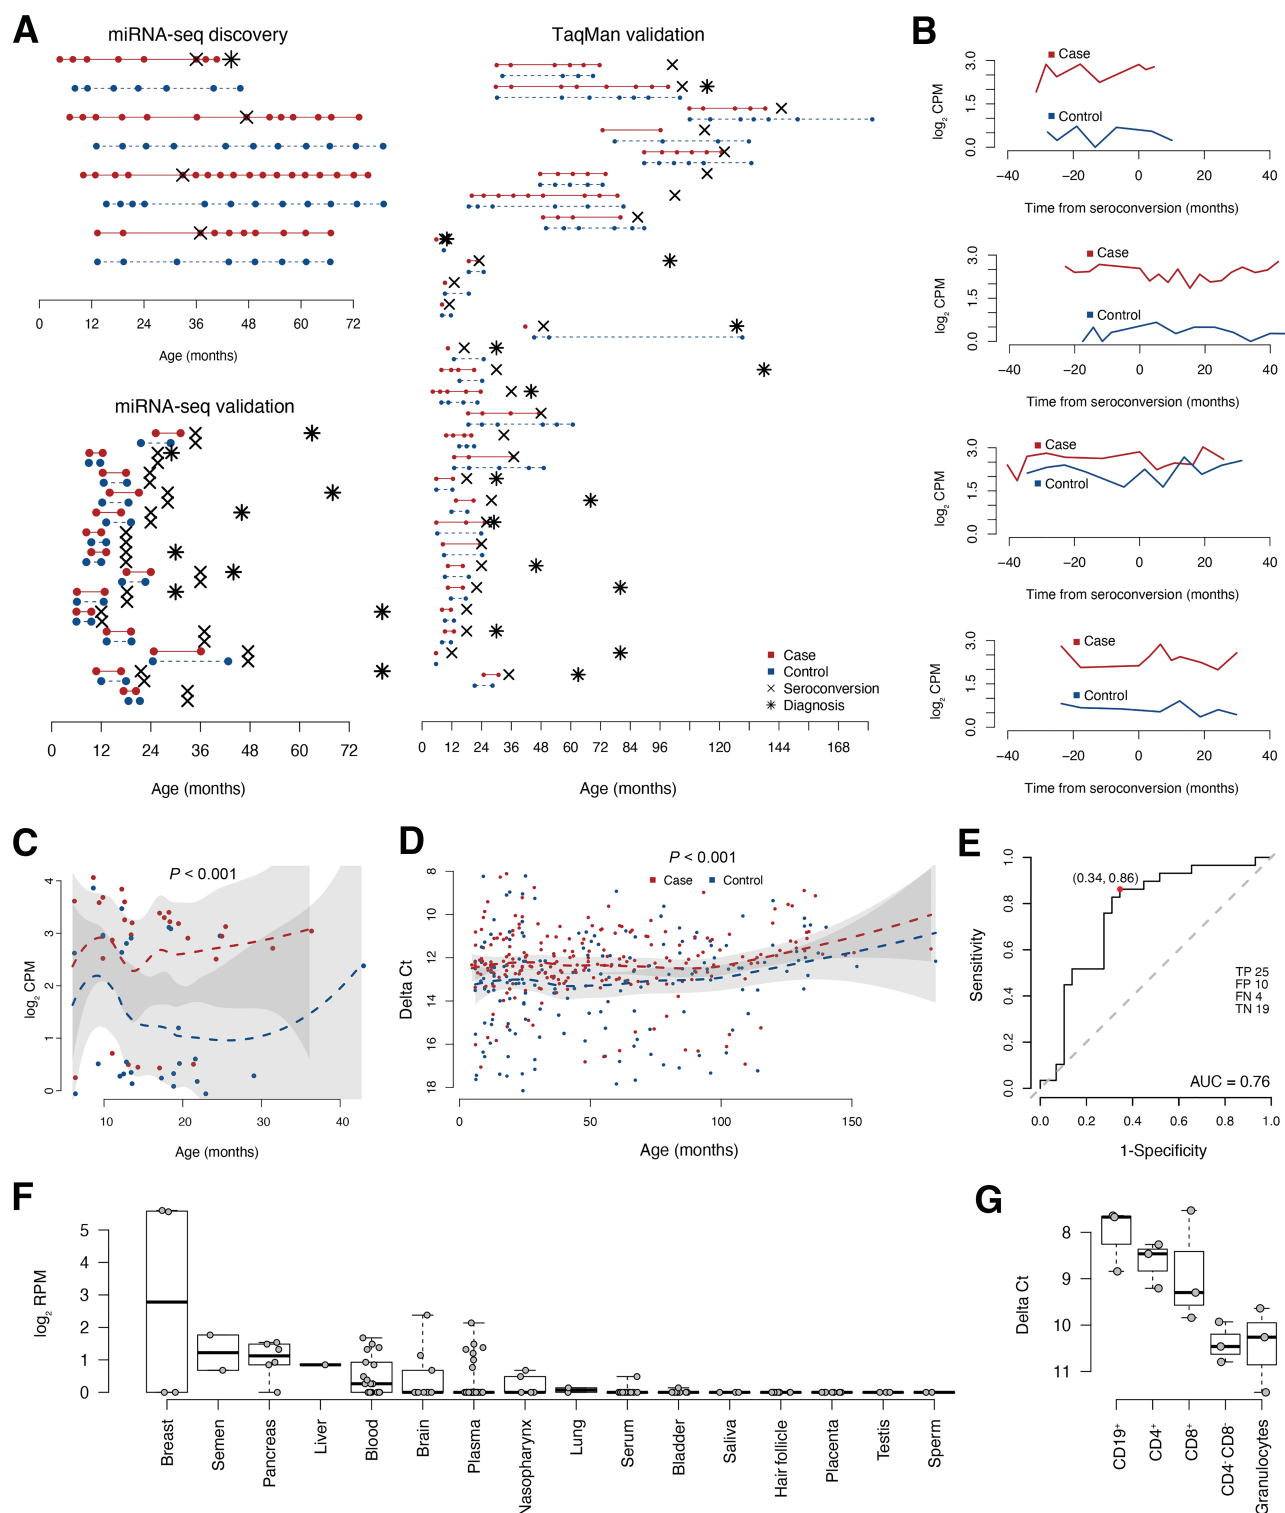 A
miRNA-seq discovery
0 12 24 36 48 60 72
Age (months)
miRNA-seq validation
0 12 24 36 48 60 72
Age (months)
TaqMan validation
Case
Control
Seroconversion
Diagnosis
0 12 24 36 48 60 72 84 96 120 144 168
Age (months)
B
Case
Control
log2 CPM
3.0
1.5
0.0
−40 −20 0 20 40
Time from seroconversion (months)
Case
Control
log2 CPM
3.0
1.5
0.0
−40 −20 0 20 40
Time from seroconversion (months)
Case
Control
log2 CPM
3.0
1.5
0.0
−40 −20 0 20 40
Time from seroconversion (months)
Case
Control
log2 CPM
3.0
1.5
0.0
−40 −20 0 20 40
Time from seroconversion (months)
C
P < 0.001
log2 CPM
4
3
2
1
0
10 20 30 40
Age (months)
D
P < 0.001
Case Control
Delta Ct
8
10
12
14
16
18
0 50 100 150
Age (months)
E
Sensitivity
1.0
0.8
0.6
0.4
0.2
0.0
(0.34, 0.86)
TP 25
FP 10
FN 4
TN 19
AUC = 0.76
0.0 0.2 0.4 0.6 0.8 1.0
1-Specificity
F
log2 RPM
5
4
3
2
1
0
Breast
Semen
Pancreas
Liver
Blood
Brain
Plasma
Nasopharynx
Lung
Serum
Bladder
Saliva
Hair follicle
Placenta
Testis
Sperm
G
Delta Ct
8
9
10
11
CD19+
CD4+
CD8+
CD4-CD8-
Granulocytes